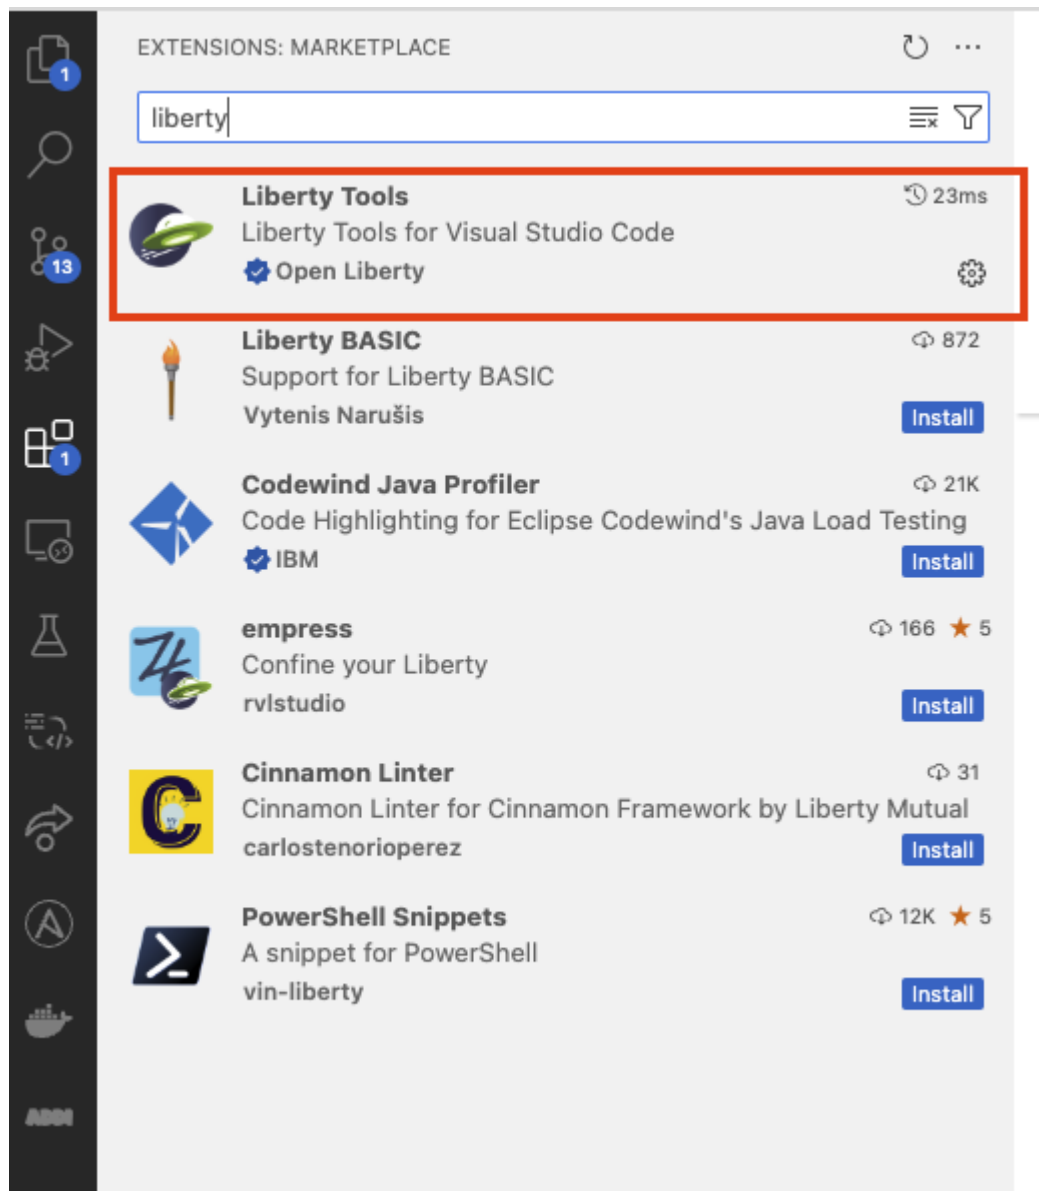 EXTENSIONS: MARKETPLACE
1
liberty
Liberty Tools
23ms
Liberty Tools for Visual Studio Code
Open Liberty
13
Liberty BASIC
872
Support for Liberty BASIC
Vytenis Narušis
Install
1
Codewind Java Profiler
21K
Code Highlighting for Eclipse Codewind's Java Load Testing
IBM
Install
empress
166 ★ 5
Confine your Liberty
rvlstudio
Install
Cinnamon Linter
31
Cinnamon Linter for Cinnamon Framework by Liberty Mutual
carlostenorioperez
Install
PowerShell Snippets
12K ★ 5
A snippet for PowerShell
vin-liberty
Install